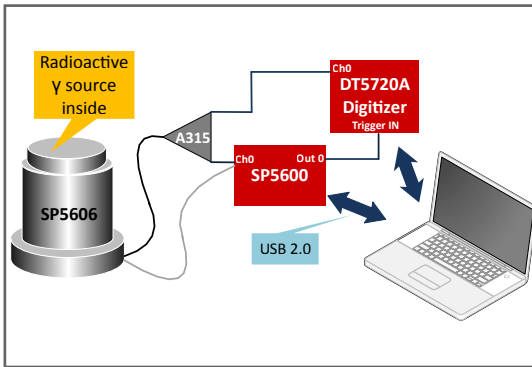 Radioactive
γ source
inside
SP5606
A315
Ch0
DT5720A
Digitizer
Trigger IN
Ch0
Out 0
SP5600
USB 2.0